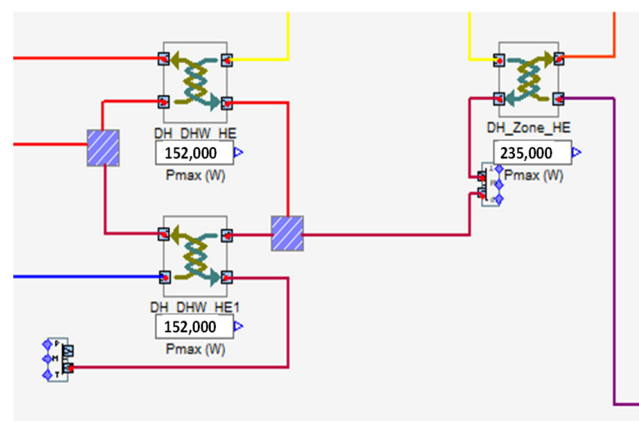 DH_DHW_HE
152,000
Pmax (W)
DH_Zone_HE
235,000
Pmax (W)
DH_DHW_HE1
152,000
Pmax (W)
P
M
T